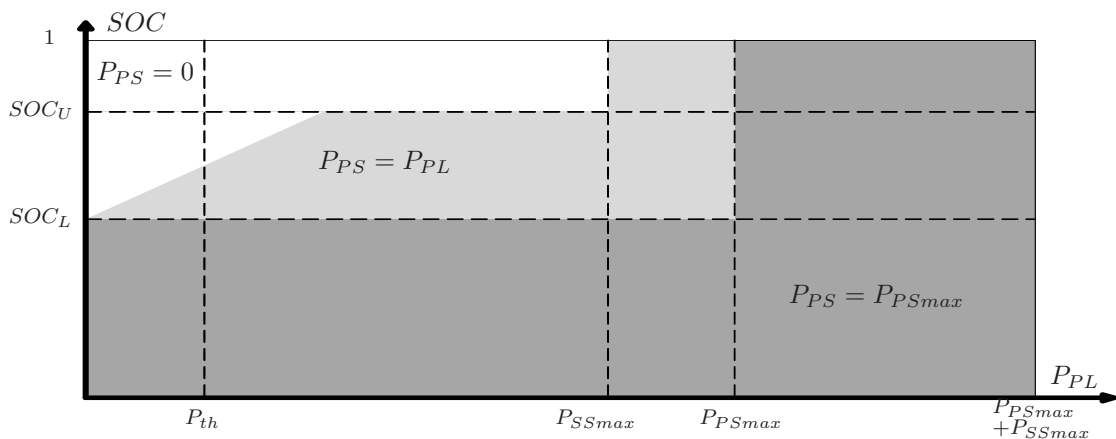 SOC
1
P_{PS} = 0
SOC_U
P_{PS} = P_{PL}
SOC_L
P_{PS} = P_{PSmax}
P_{PL}
P_{th}
P_{SSmax}
P_{PSmax}
P_{PSmax}
+P_{SSmax}